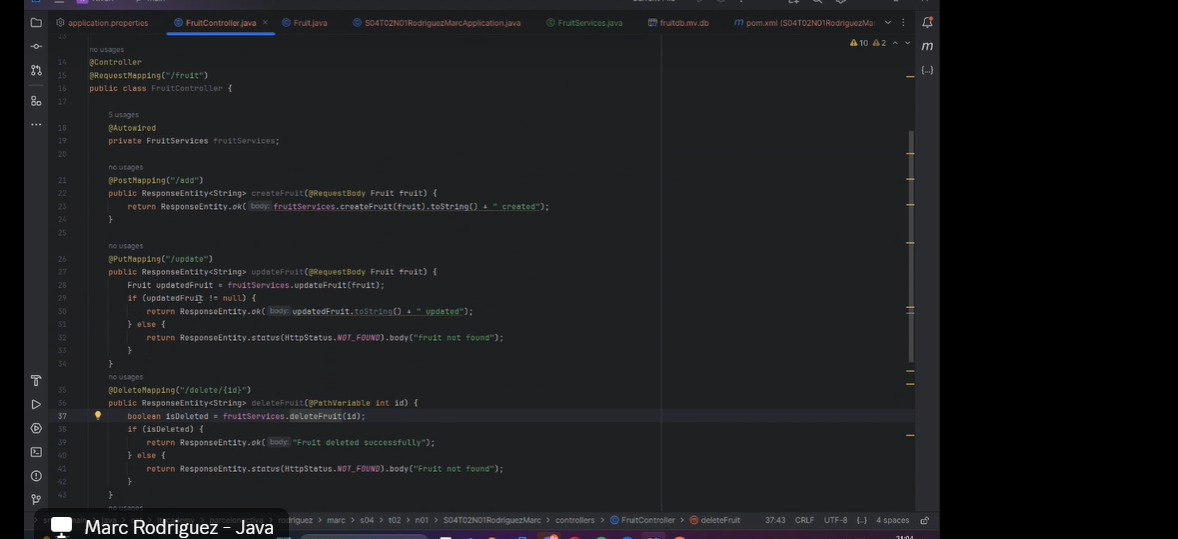 application.properties
FruitController.java
Fruit.java
S04T02N01RodriguezMarcApplication.java
FruitServices.java
fruitdb.mv.db
pom.xml (S04T02N01RodriguezMa
10 2
13
no usages
14 @Controller
15 @RequestMapping("/fruit")
16 public class FruitController {
17
5 usages
18 @Autowired
19 private FruitServices fruitServices;
20
no usages
21 @PostMapping("/add")
22 public ResponseEntity<String> createFruit(@RequestBody Fruit fruit) {
23 return ResponseEntity.ok( body: fruitServices.createFruit(fruit).toString() + " created");
24 }
25
no usages
26 @PutMapping("/update")
27 public ResponseEntity<String> updateFruit(@RequestBody Fruit fruit) {
28 Fruit updatedFruit = fruitServices.updateFruit(fruit);
29 if (updatedFruit != null) {
30 return ResponseEntity.ok( body: updatedFruit.toString() + " updated");
31 } else {
32 return ResponseEntity.status(HttpStatus.NOT_FOUND).body("fruit not found");
33 }
34 }
no usages
35 @DeleteMapping("/delete/{id}")
36 public ResponseEntity<String> deleteFruit(@PathVariable int id) {
37 boolean isDeleted = fruitServices.deleteFruit(id);
38 if (isDeleted) {
39 return ResponseEntity.ok( body: "Fruit deleted successfully");
40 } else {
41 return ResponseEntity.status(HttpStatus.NOT_FOUND).body("Fruit not found");
42 }
43 }
rodriguez > marc > s04 > t02 > n01 > S04T02N01RodriguezMarc > controllers > FruitController > deleteFruit 37:43 CRLF UTF-8 {..} 4 spaces
Marc Rodriguez - Java